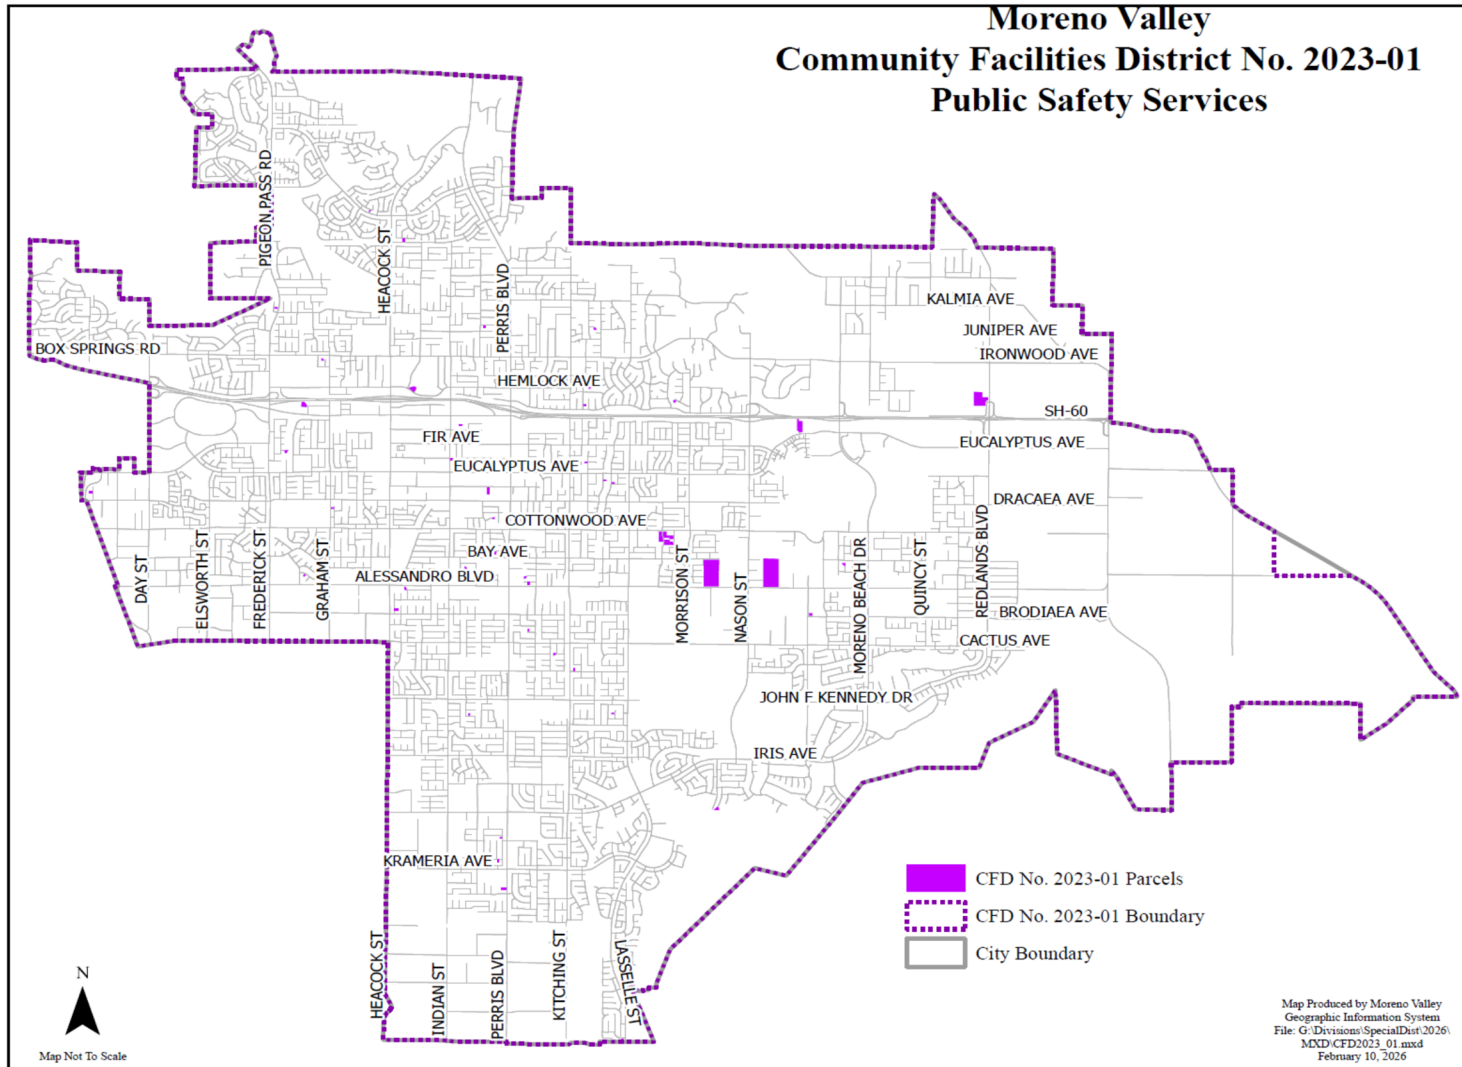 Moreno Valley
Community Facilities District No. 2023-01
Public Safety Services
PIGEON PASS RD
HEACOCK ST
PERRIS BLVD
KALMIA AVE
JUNIPER AVE
IRONWOOD AVE
BOX SPRINGS RD
HEMLOCK AVE
SH-60
FIR AVE
EUCALYPTUS AVE
EUCALYPTUS AVE
DRACAEA AVE
COTTONWOOD AVE
BAY AVE
ALESSANDRO BLVD
DAY ST
ELSWORTH ST
FREDERICK ST
GRAHAM ST
MORRISON ST
NASON ST
MORENO BEACH DR
QUINCY ST
REDLANDS BLVD
BRODIAEA AVE
CACTUS AVE
JOHN F KENNEDY DR
IRIS AVE
KRAMERIA AVE
HEACOCK ST
INDIAN ST
PERRIS BLVD
KITCHING ST
LASSELLE ST
CFD No. 2023-01 Parcels
CFD No. 2023-01 Boundary
City Boundary
N
Map Not To Scale
Map Produced by Moreno Valley
Geographic Information System
File: G:\Divisions\SpecialDist\2026\
MXD\CFD2023_01.mxd
February 10, 2026